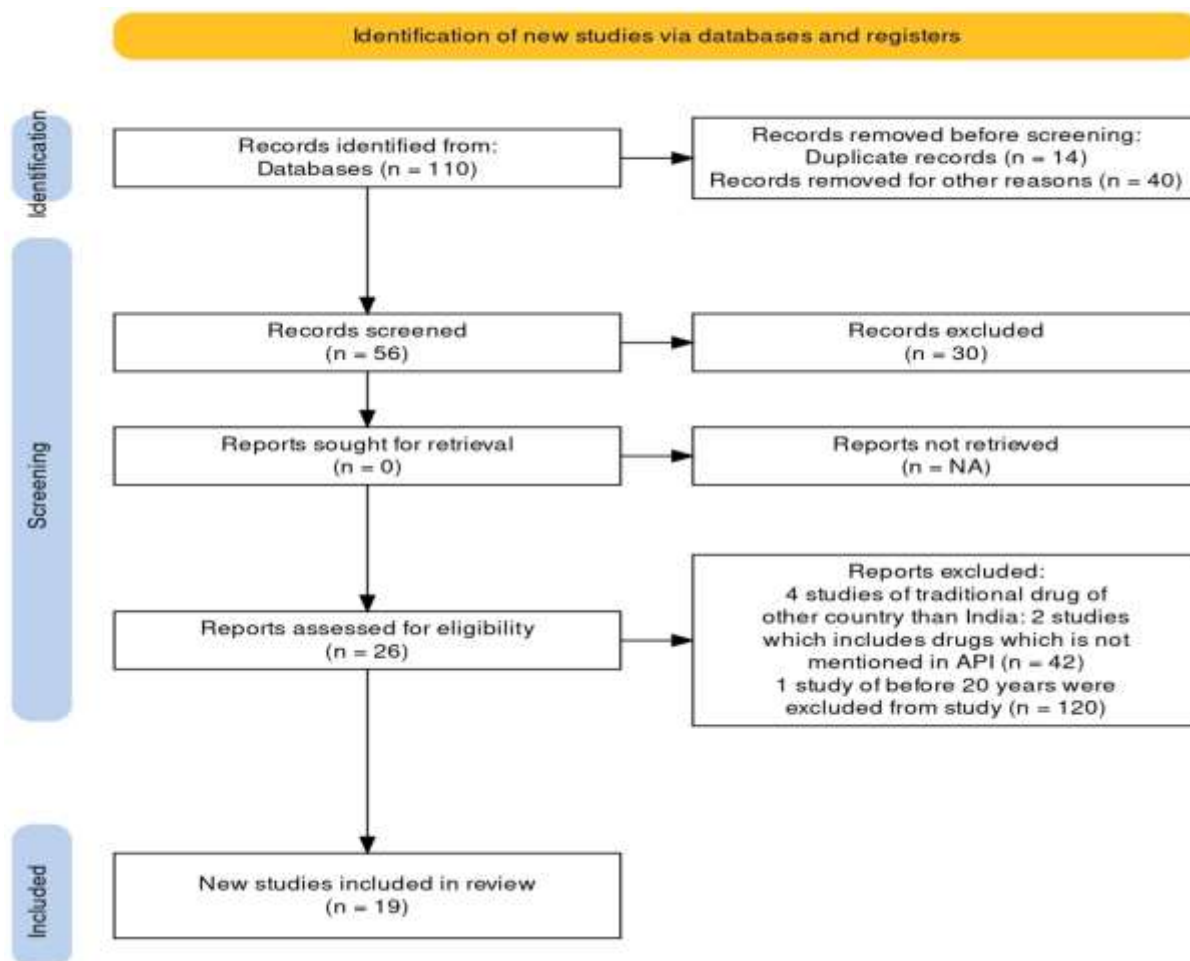 Identification of new studies via databases and registers
Identification
Records identified from:
Databases (n = 110)
Records removed before screening:
Duplicate records (n = 14)
Records removed for other reasons (n = 40)
Screening
Records screened
(n = 56)
Records excluded
(n = 30)
Reports sought for retrieval
(n = 0)
Reports not retrieved
(n = NA)
Reports assessed for eligibility
(n = 26)
Reports excluded:
4 studies of traditional drug of
other country than India: 2 studies
which includes drugs which is not
mentioned in API (n = 42)
1 study of before 20 years were
excluded from study (n = 120)
Included
New studies included in review
(n = 19)